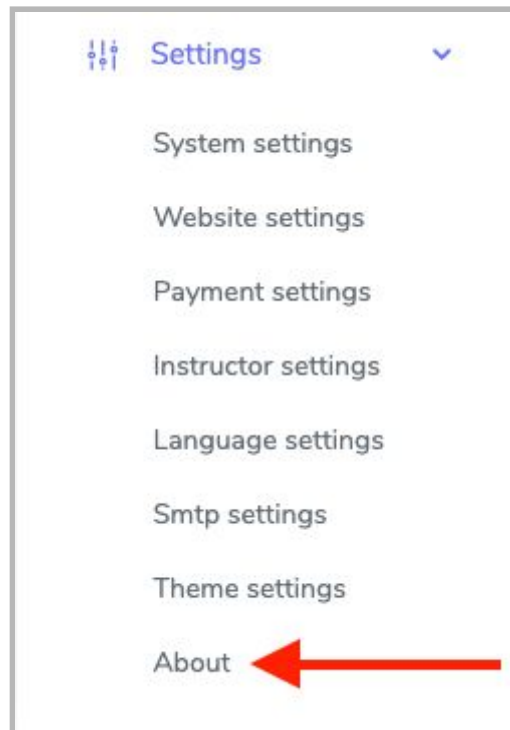 Settings
System settings
Website settings
Payment settings
Instructor settings
Language settings
Smtp settings
Theme settings
About